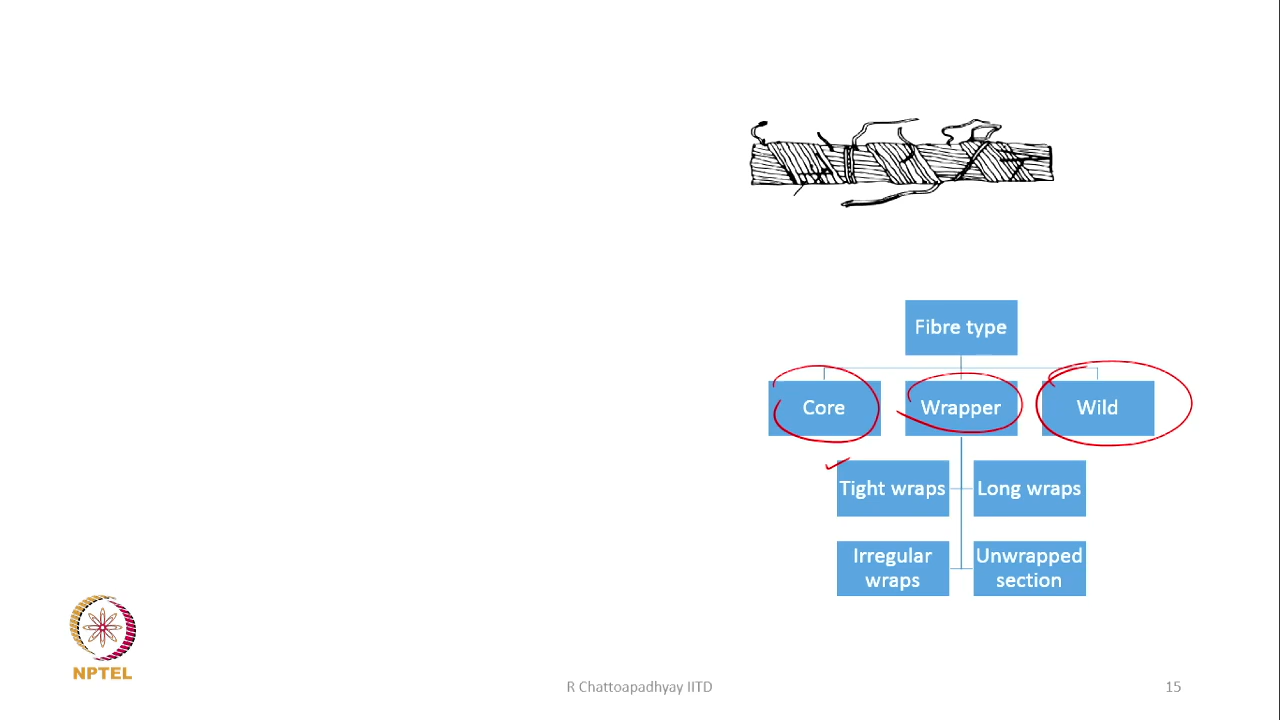 Fibre type
Core
Wrapper
Wild
Tight wraps
Long wraps
Irregular
wraps
Unwrapped
section
NPTEL
R Chattoapadhyay IITD
15